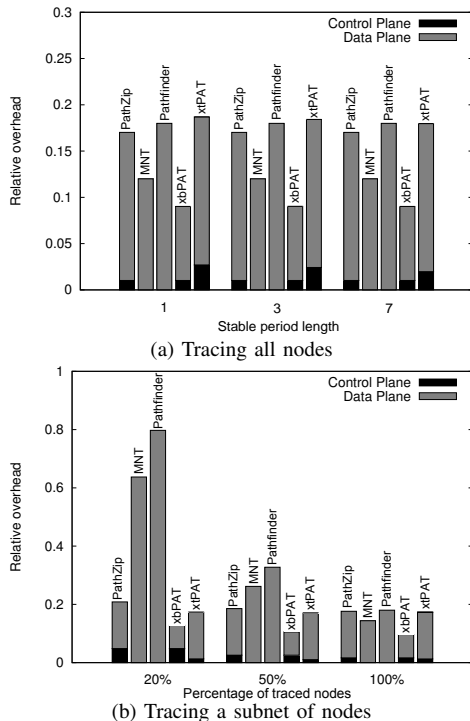 0.3
Control Plane
Data Plane
0.25
0.2
0.15
0.1
0.05
0
PathZip
MNT
Pathfinder
xbPAT
xtPAT
PathZip
MNT
Pathfinder
xbPAT
xtPAT
PathZip
MNT
Pathfinder
xbPAT
xtPAT
Relative overhead
1 3 7
Stable period length
(a) Tracing all nodes
1
Control Plane
Data Plane
0.8
0.6
0.4
0.2
0
PathZip
MNT
Pathfinder
xbPAT
xtPAT
PathZip
MNT
Pathfinder
xbPAT
xtPAT
PathZip
MNT
Pathfinder
xbPAT
xtPAT
Relative overhead
20% 50% 100%
Percentage of traced nodes
(b) Tracing a subnet of nodes